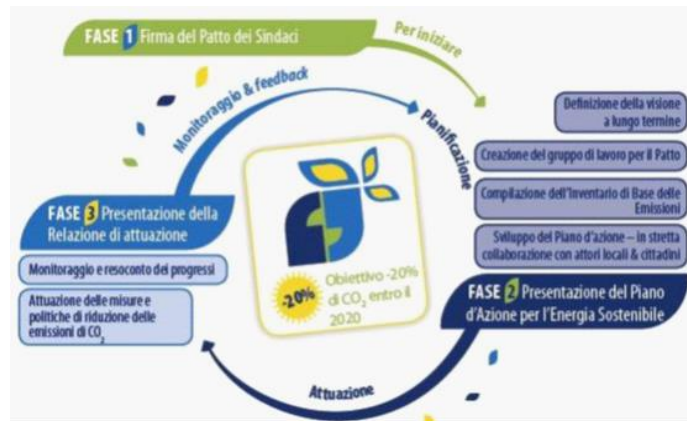 FASE 1 Firma del Patto dei Sindaci
Per iniziare
Monitoraggio & feedback
Pianificazione
Definizione della visione
a lungo termine
Creazione del gruppo di lavoro per il Patto
Compilazione dell'Inventario di Base delle
Emissioni
Sviluppo del Piano d'azione – in stretta
collaborazione con attori locali & cittadini
FASE 2 Presentazione del Piano
d'Azione per l'Energia Sostenibile
FASE 3 Presentazione della
Relazione di attuazione
Monitoraggio e resoconto dei progressi
Attuazione delle misure e
politiche di riduzione delle
emissioni di CO₂
-20%
Obiettivo -20%
di CO₂ entro il
2020
Attuazione